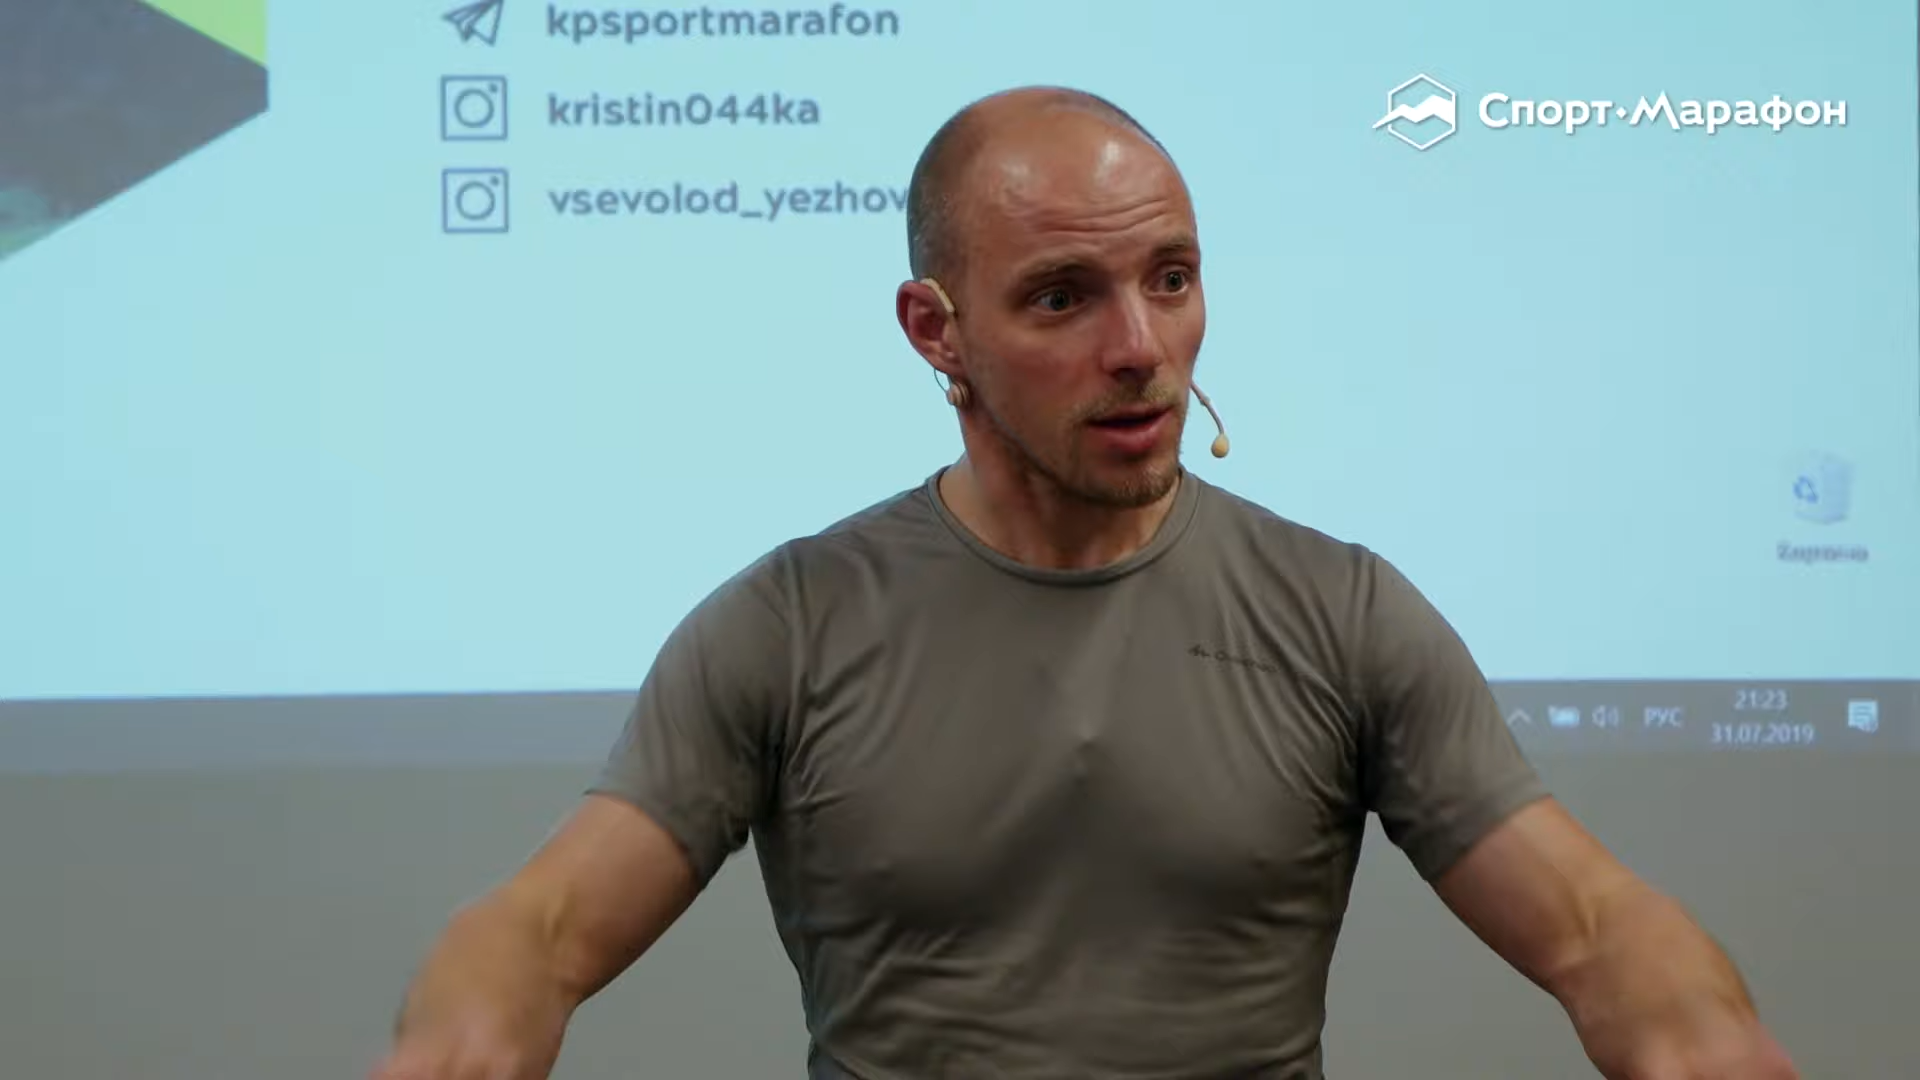 kpsportmarafon
kristin044ka
vsevolod_yezhov
Спорт-Марафон
РУС
21:23
31.07.2019